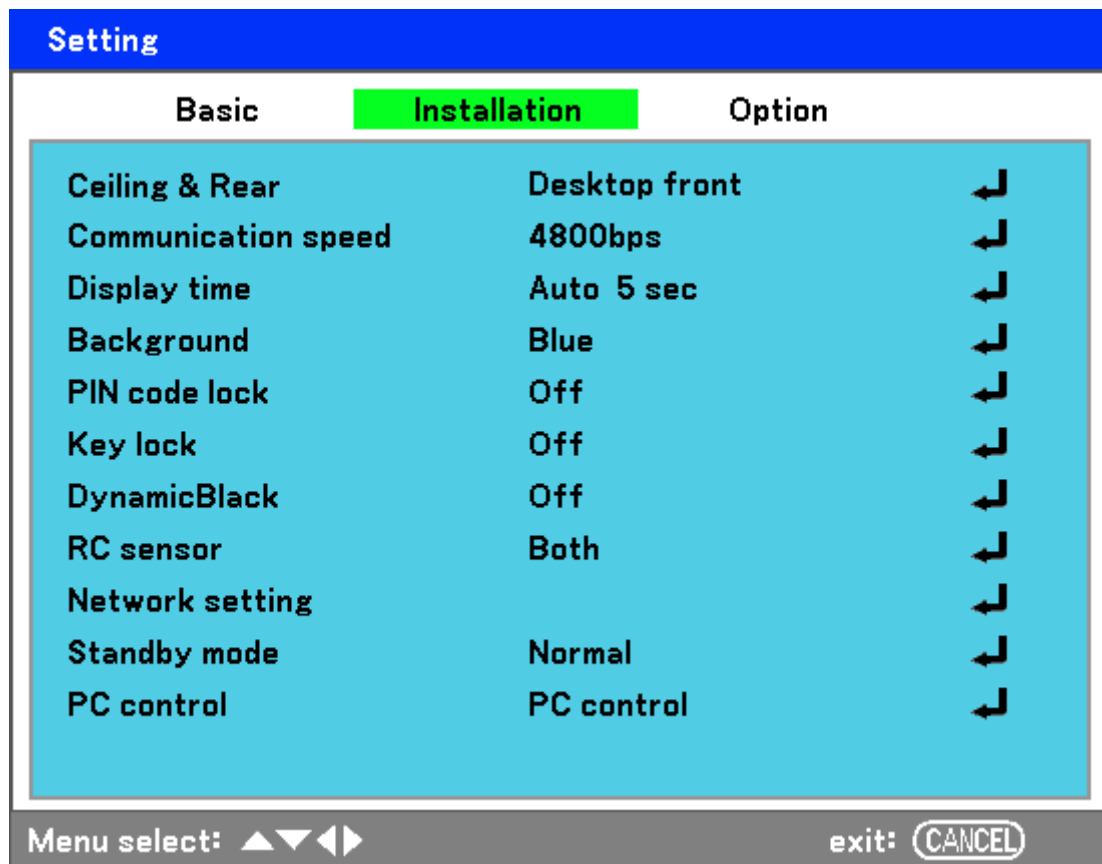 Setting
Basic Installation Option
Ceiling & Rear Desktop front
Communication speed 4800bps
Display time Auto 5 sec
Background Blue
PIN code lock Off
Key lock Off
DynamicBlack Off
RC sensor Both
Network setting
Standby mode Normal
PC control PC control
Menu select: exit: CANCEL